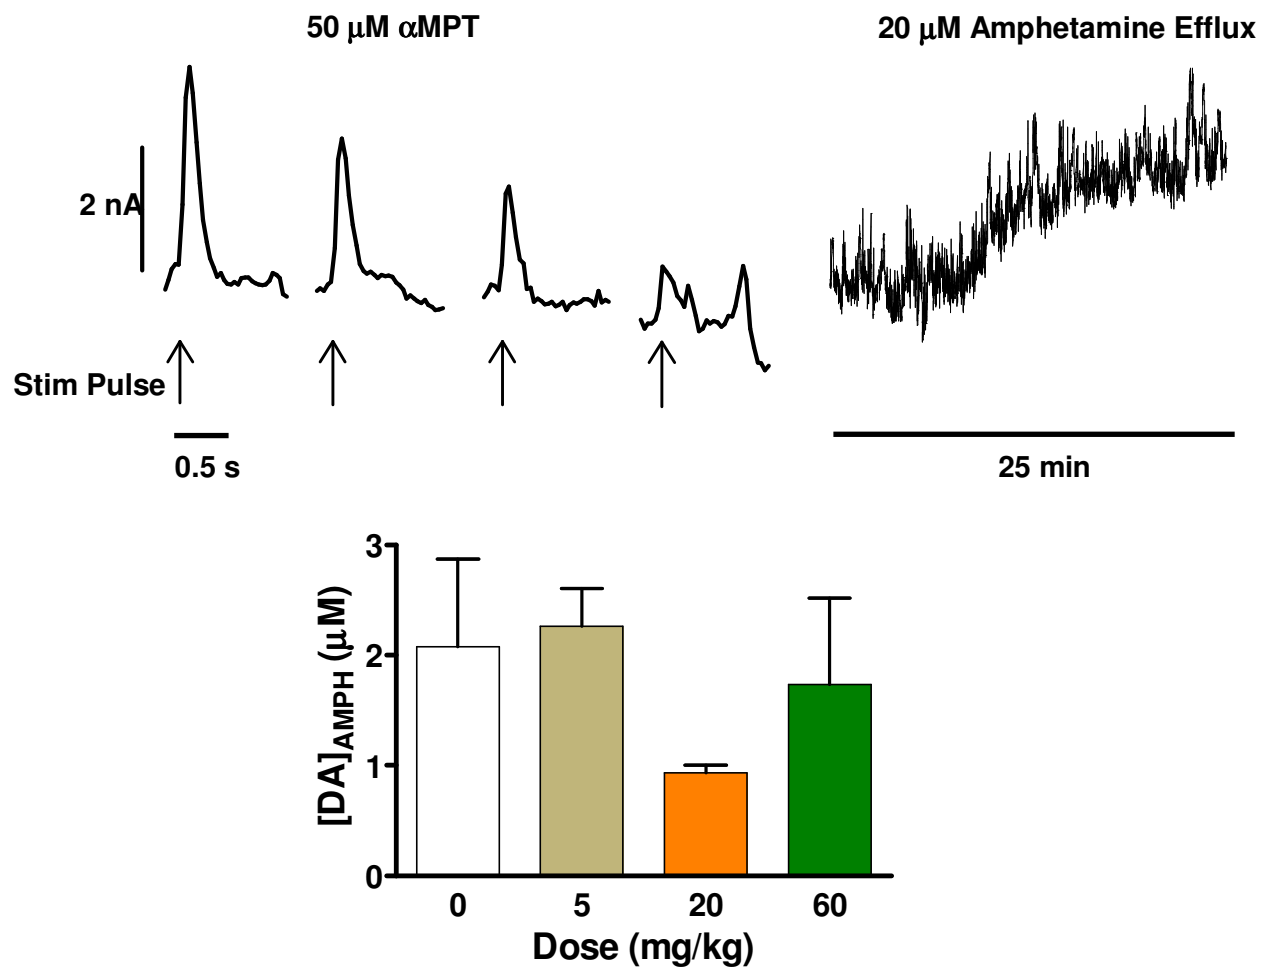 50 μM αMPT
20 μM Amphetamine Efflux
2 nA
Stim Pulse
0.5 s
25 min
3
2
1
0
[DA]AMPH (μM)
0 5 20 60
Dose (mg/kg)